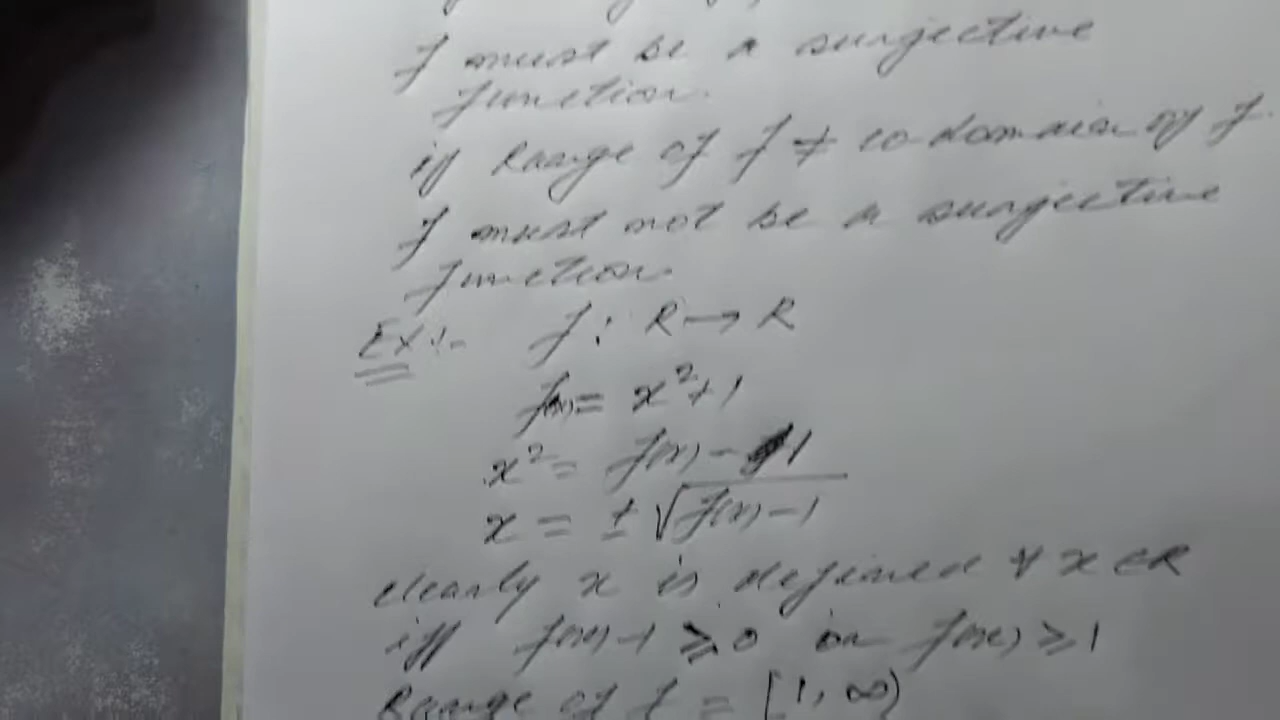 f must be a surjective
function.
if Range of f ≠ co-domain of f.
f must not be a surjective
function.
Ex:- f : R → R
f(x) = x² + 1
x² = f(x) - 1
x = ± √f(x) - 1
clearly x is defined ∀ x ∈ R
iff f(x) - 1 ≥ 0 or f(x) ≥ 1
Range of f = [1, ∞)